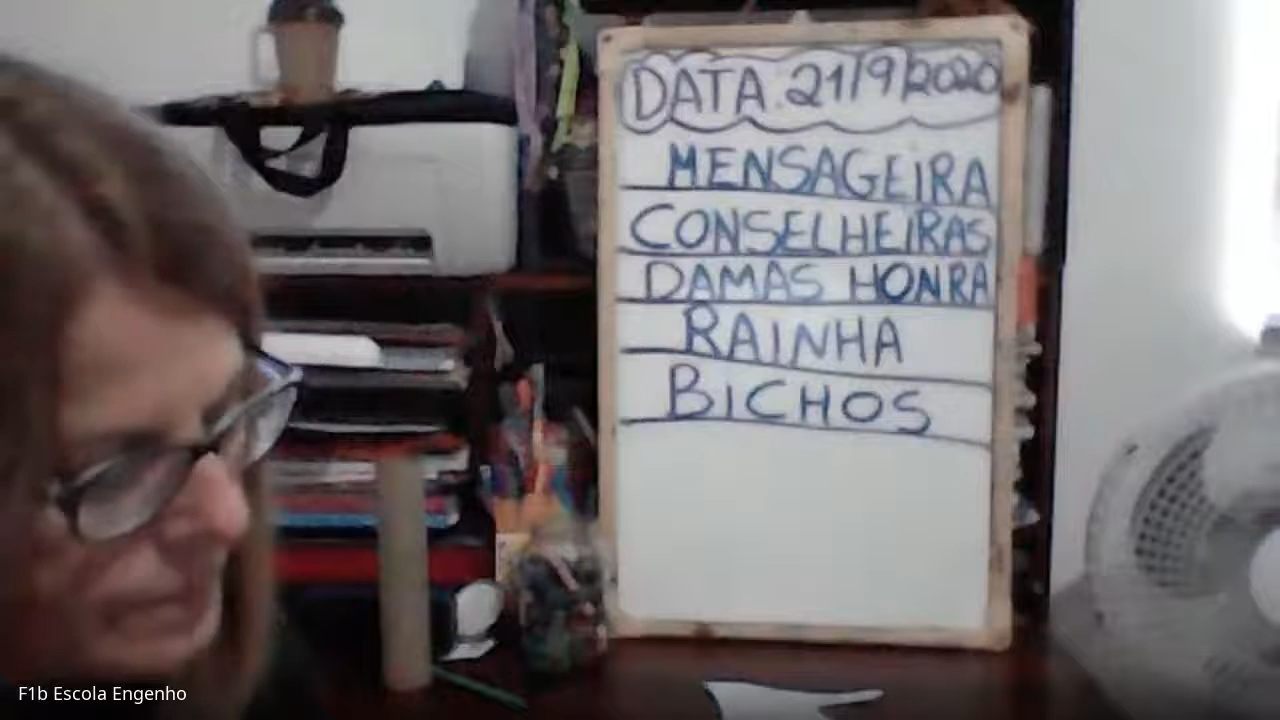 DATA. 21/9/2020
MENSAGEIRA
CONSELHEIRAS
DAMAS HONRA
RAINHA
BICHOS
F1b Escola Engenho